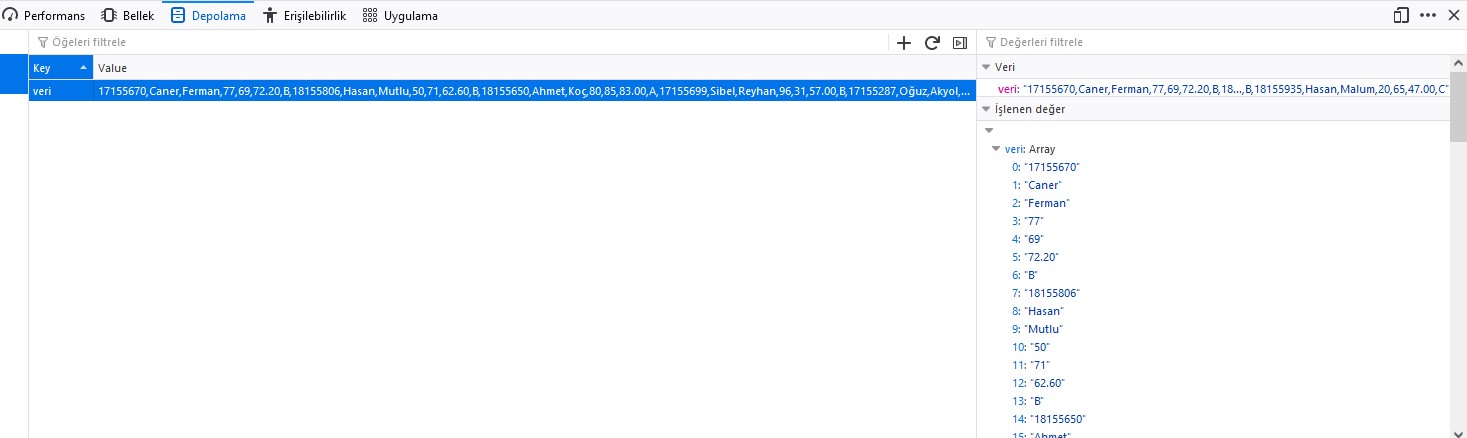 Performans Bellek Depolama Erişilebilirlik Uygulama
Öğeleri filtrele
Değerleri filtrele
Key Value
veri 17155670,Caner,Ferman,77,69,72.20,B,18155806,Hasan,Mutlu,50,71,62.60,B,18155650,Ahmet,Koç,80,85,83.00,A,17155699,Sibel,Reyhan,96,31,57.00,B,17155287,Oğuz,Akyol,...
Veri
veri: "17155670,Caner,Ferman,77,69,72.20,B,18...,B,18155935,Hasan,Malum,20,65,47.00,C"
İşlenen değer
veri: Array
0: "17155670"
1: "Caner"
2: "Ferman"
3: "77"
4: "69"
5: "72.20"
6: "B"
7: "18155806"
8: "Hasan"
9: "Mutlu"
10: "50"
11: "71"
12: "62.60"
13: "B"
14: "18155650"
15: "Ahmet"